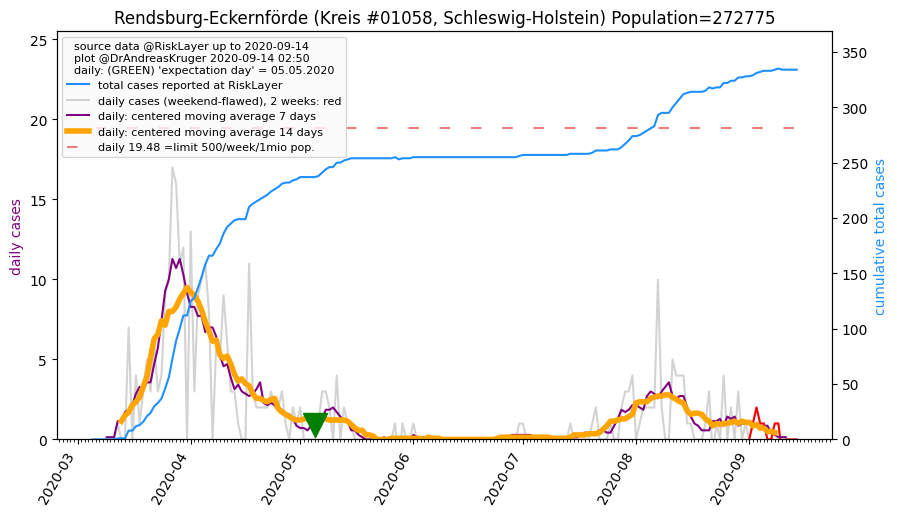 Rendsburg-Eckernförde (Kreis #01058, Schleswig-Holstein) Population=272775
source data @RiskLayer up to 2020-09-14
plot @DrAndreasKruger 2020-09-14 02:50
daily: (GREEN) 'expectation day' = 05.05.2020
total cases reported at RiskLayer
daily cases (weekend-flawed), 2 weeks: red
daily: centered moving average 7 days
daily: centered moving average 14 days
daily 19.48 =limit 500/week/1mio pop.
daily cases
25
20
15
10
5
0
cumulative total cases
350
300
250
200
150
100
50
0
2020-03
2020-04
2020-05
2020-06
2020-07
2020-08
2020-09